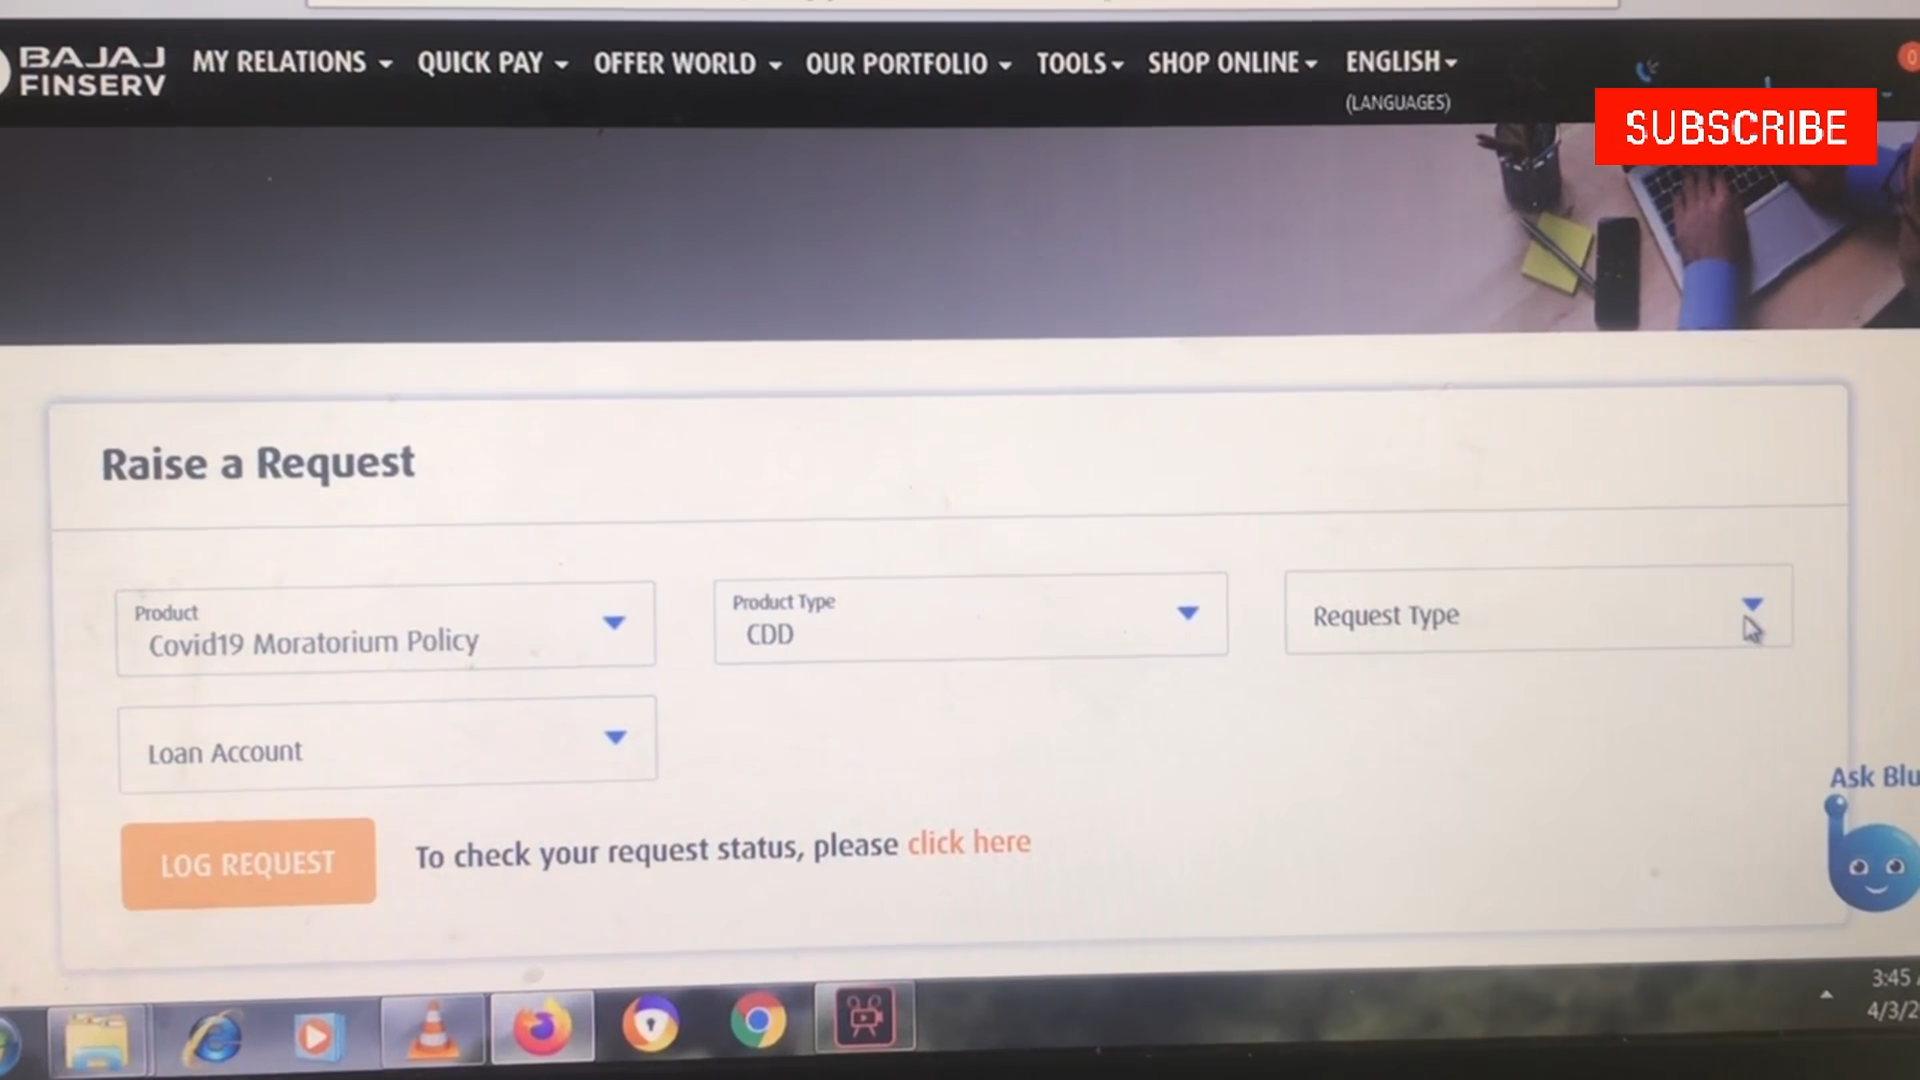 BAJAJ
FINSERV
MY RELATIONS
QUICK PAY
OFFER WORLD
OUR PORTFOLIO
TOOLS
SHOP ONLINE
ENGLISH
(LANGUAGES)
0
SUBSCRIBE
Raise a Request
Product
Covid19 Moratorium Policy
Product Type
CDD
Request Type
Loan Account
LOG REQUEST
To check your request status, please click here
Ask Blu
3:45
4/3/2